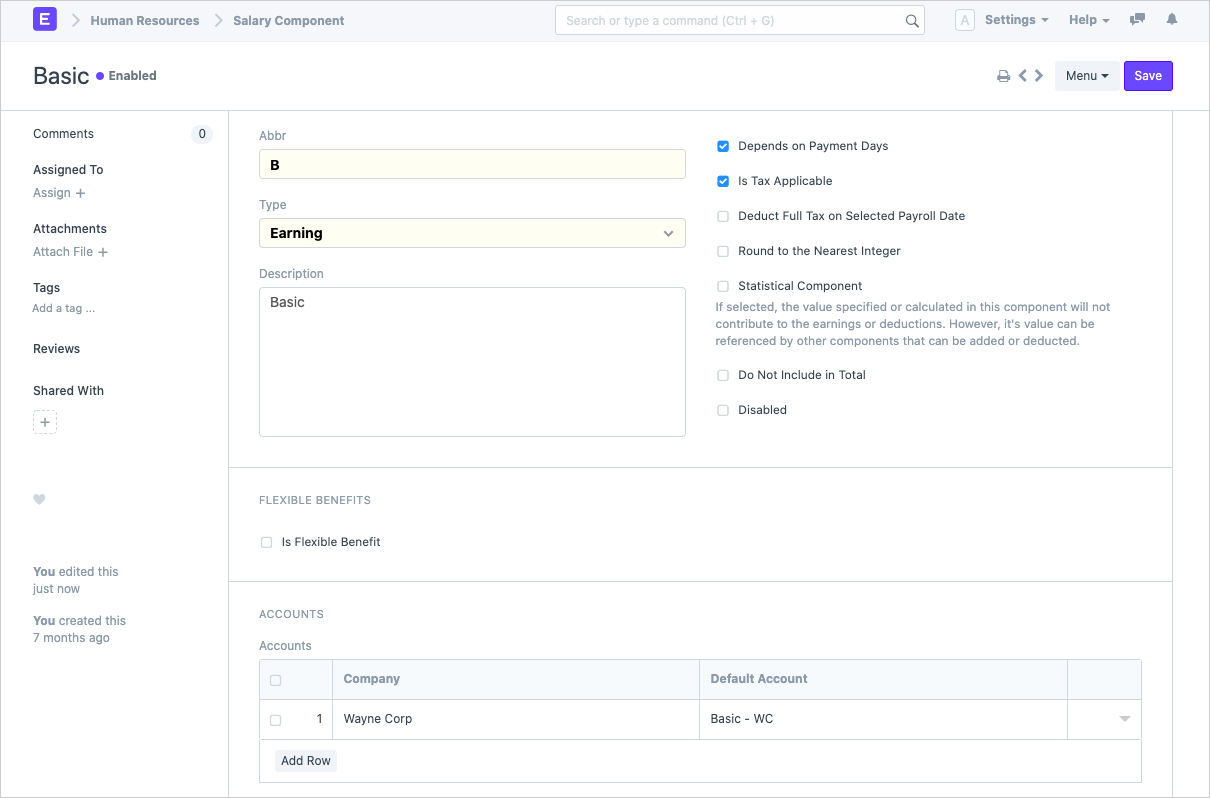 E Human Resources Salary Component Search or type a command (Ctrl + G) A Settings Help
Basic Enabled Menu Save
Comments 0
Assigned To
Assign +
Attachments
Attach File +
Tags
Add a tag ...
Reviews
Shared With
+
You edited this
just now
You created this
7 months ago
Abbr
B
Type
Earning
Description
Basic
Depends on Payment Days
Is Tax Applicable
Deduct Full Tax on Selected Payroll Date
Round to the Nearest Integer
Statistical Component
If selected, the value specified or calculated in this component will not
contribute to the earnings or deductions. However, it's value can be
referenced by other components that can be added or deducted.
Do Not Include in Total
Disabled
FLEXIBLE BENEFITS
Is Flexible Benefit
ACCOUNTS
Accounts
Company Default Account
1 Wayne Corp Basic - WC
Add Row